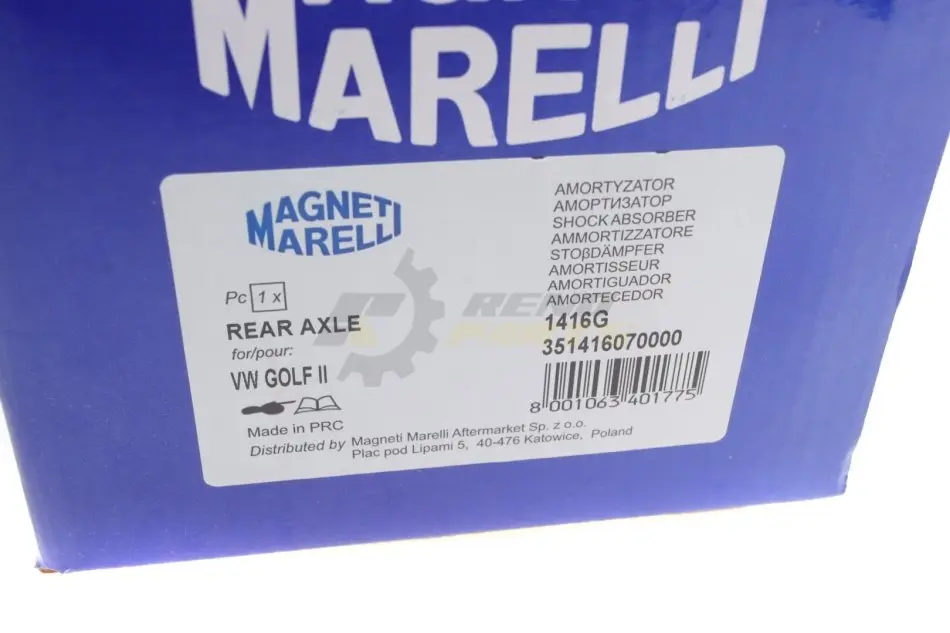 MARELLI
MAGNETI
MARELLI
Pc 1 x
REAR AXLE
for/pour:
VW GOLF II
Made in PRC
Distributed by Magneti Marelli Aftermarket Sp. z o.o.
Plac pod Lipami 5, 40-476 Katowice, Poland
AMORTYZATOR
АМОРТИЗАТОР
SHOCK ABSORBER
AMMORTIZZATORE
STOßDÄMPFER
AMORTISSEUR
AMORTIGUADOR
AMORTECEDOR
1416G
351416070000
8 001063 401775